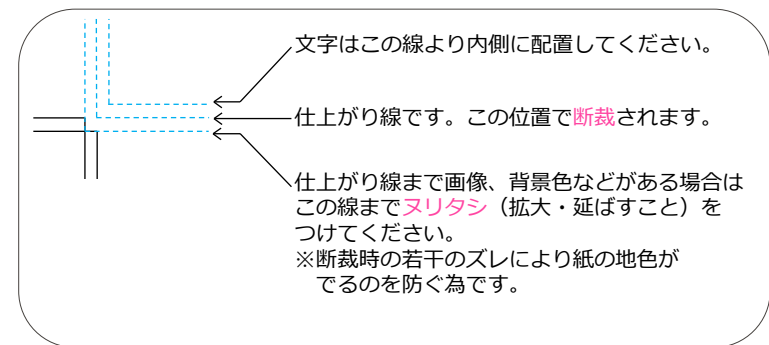 文字はこの線より内側に配置してください。
仕上がり線です。この位置で断裁されます。
仕上がり線まで画像、背景色などがある場合は
この線までヌリタシ（拡大・延ばすこと）を
つけてください。
※断裁時の若干のズレにより紙の地色が
でるのを防ぐ為です。